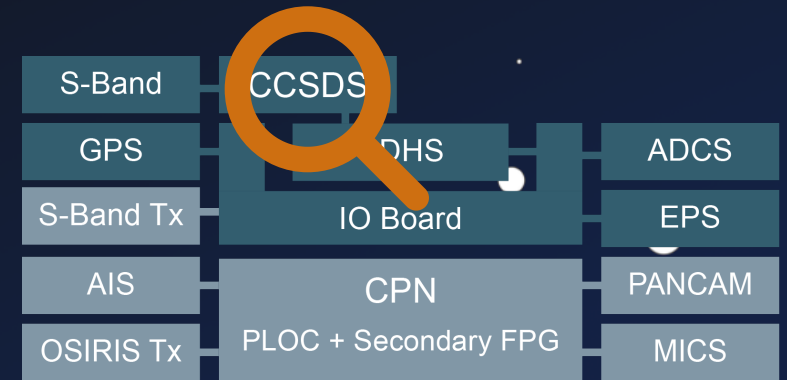 S-Band
CCSDS
GPS
DHS
ADCS
S-Band Tx
IO Board
EPS
AIS
CPN
PANCAM
OSIRIS Tx
PLOC + Secondary FPG
MICS